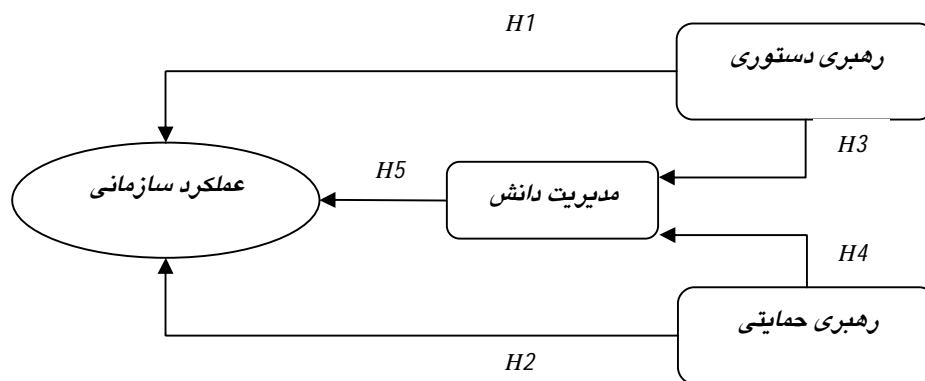 H1
رهبری دستوری
H3
عملکرد سازمانی
H5
مدیریت دانش
H4
رهبری حمایتی
H2